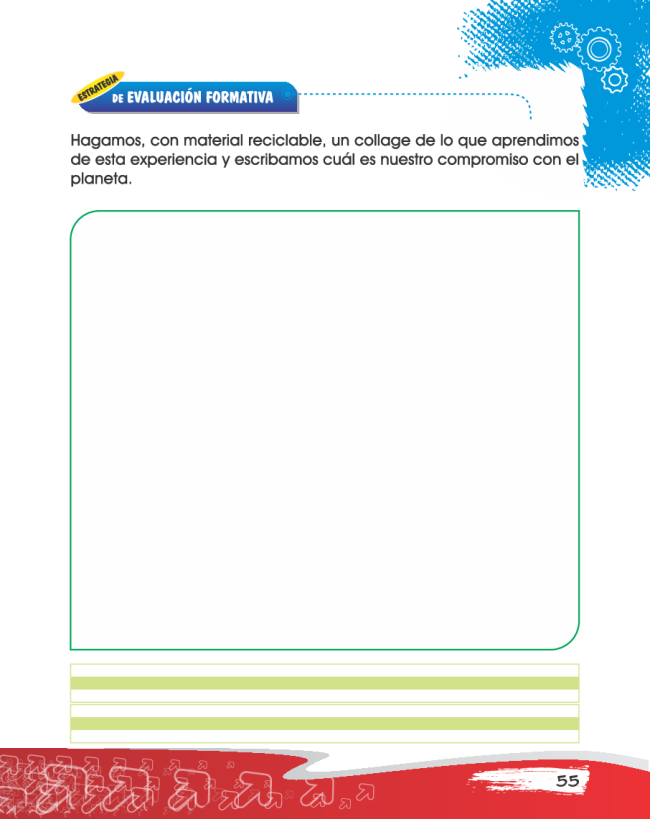 ESTRATEGIA
DE EVALUACIÓN FORMATIVA
Hagamos, con material reciclable, un collage de lo que aprendimos
de esta experiencia y escribamos cuál es nuestro compromiso con el
planeta.
55